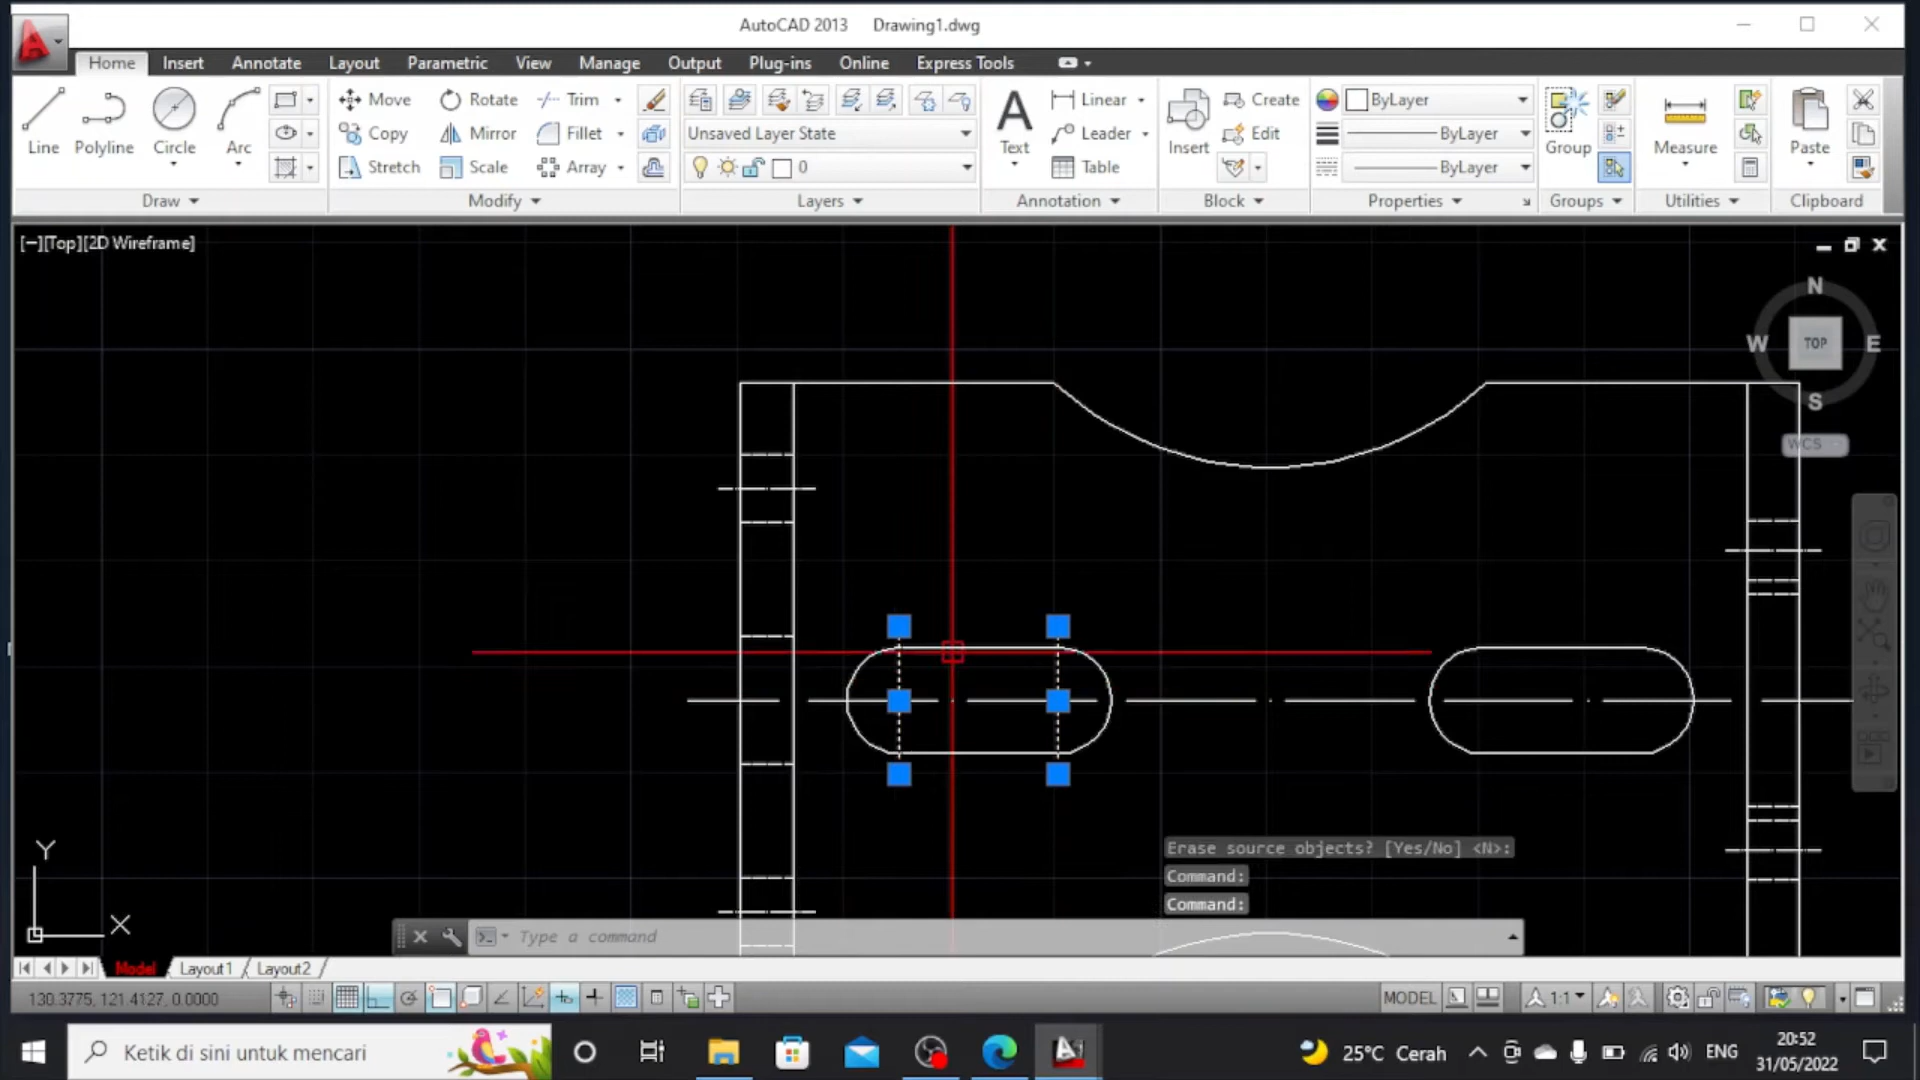 AutoCAD 2013 Drawing1.dwg
Home Insert Annotate Layout Parametric View Manage Output Plug-ins Online Express Tools
Line
Polyline
Circle
Arc
Draw
Move Rotate Trim
Copy Mirror Fillet
Stretch Scale Array
Modify
Unsaved Layer State
0
Layers
A
Text
Linear
Leader
Table
Annotation
Insert
Create
Edit
Block
ByLayer
ByLayer
ByLayer
Properties
Group
Groups
Measure
Utilities
Paste
Clipboard
[−][Top][2D Wireframe]
N
W TOP E
S
WCS
Y
X
Erase source objects? [Yes/No] <N>:
Command:
Command:
Type a command
Model Layout1 Layout2
130.3775, 121.4127, 0.0000
MODEL 1:1
Ketik di sini untuk mencari
25°C Cerah
ENG
20:52
31/05/2022